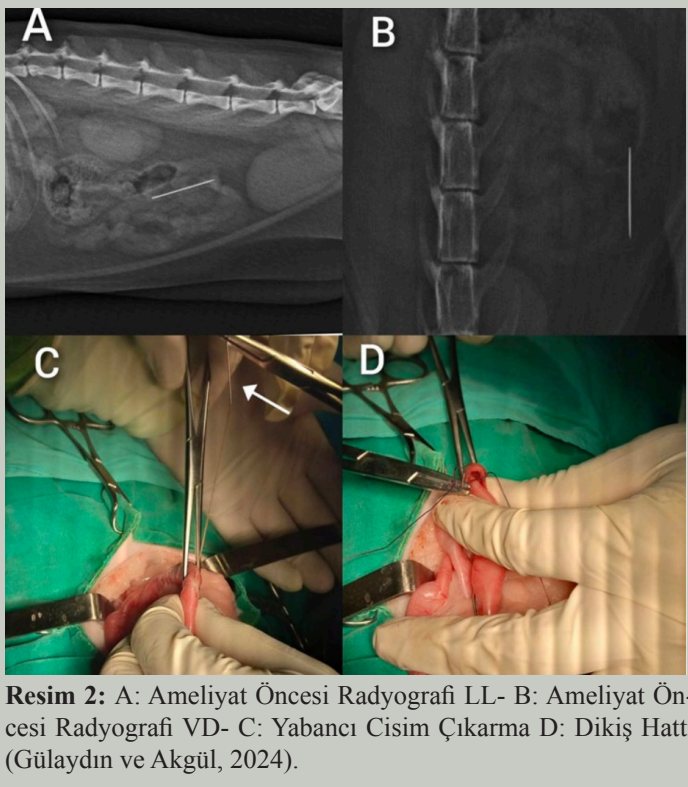 A
B
C
D
Resim 2: A: Ameliyat Öncesi Radyografi LL- B: Ameliyat Ön-
cesi Radyografi VD- C: Yabancı Cisim Çıkarma D: Dikiş Hatt
(Gülaydın ve Akgül, 2024).